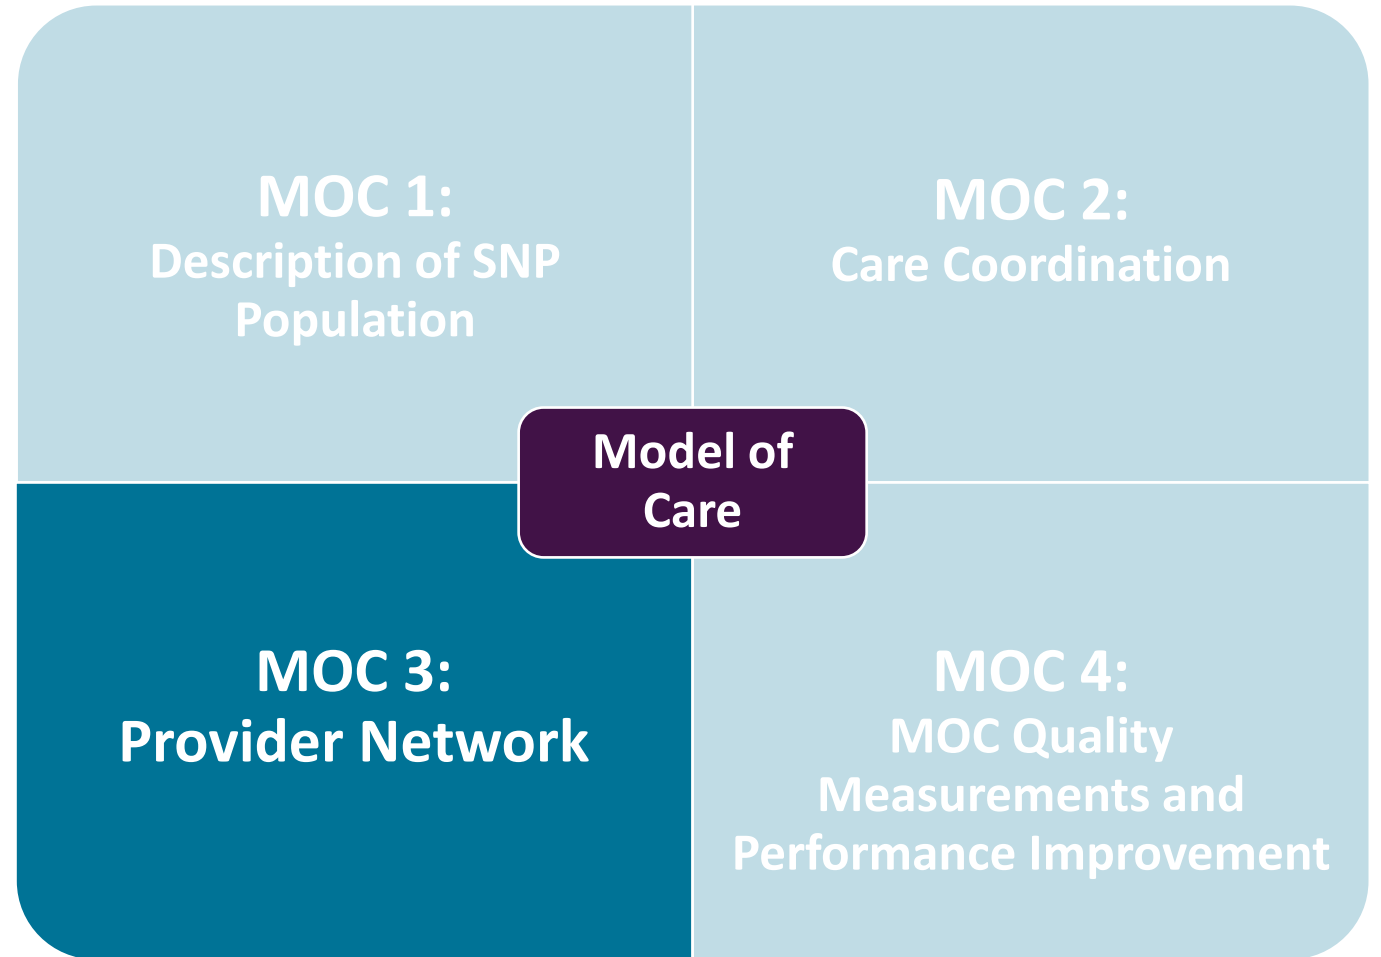 MOC 1:
Description of SNP
Population
MOC 2:
Care Coordination
Model of
Care
MOC 3:
Provider Network
MOC 4:
MOC Quality
Measurements and
Performance Improvement